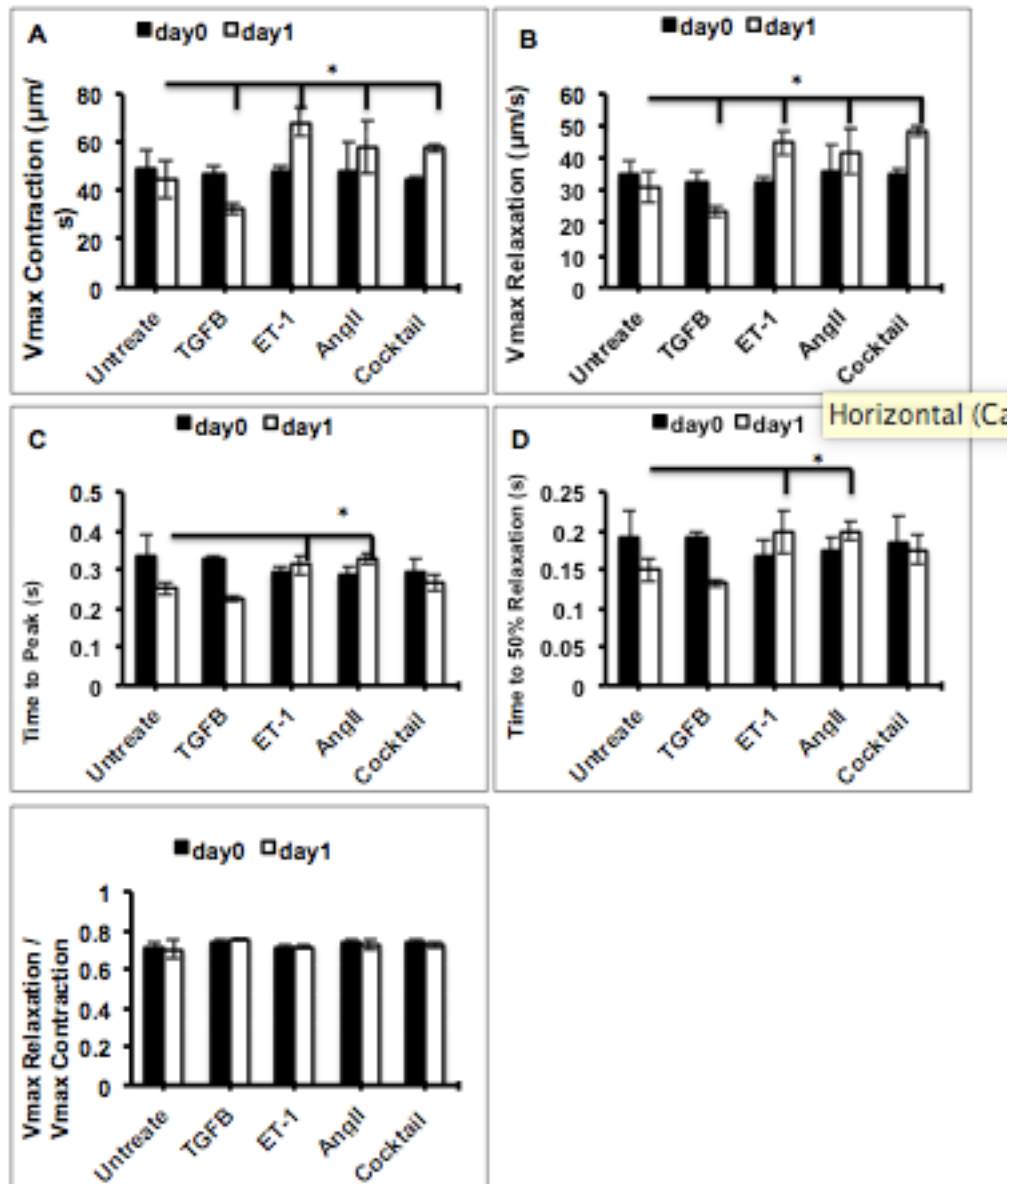 A
day0 day1
*
Vmax Contraction (µm/
s)
80
60
40
20
0
Untreate
TGFB
ET-1
AngII
Cocktail
B
day0 day1
*
Vmax Relaxation (µm/s)
60
50
40
30
20
10
0
Untreate
TGFB
ET-1
AngII
Cocktail
Horizontal (Ca
C
day0 day1
*
Time to Peak (s)
0.5
0.4
0.3
0.2
0.1
0
Untreate
TGFB
ET-1
AngII
Cocktail
D
day0 day1
*
Time to 50% Relaxation (s)
0.25
0.2
0.15
0.1
0.05
0
Untreate
TGFB
ET-1
AngII
Cocktail
day0 day1
Vmax Relaxation /
Vmax Contraction
1
0.8
0.6
0.4
0.2
0
Untreate
TGFB
ET-1
AngII
Cocktail